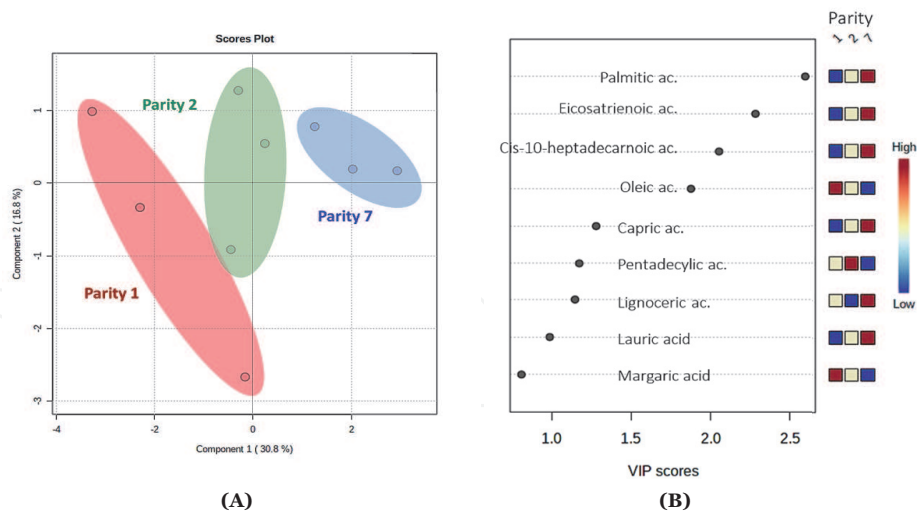 Scores Plot
Parity 2
Parity 7
Parity 1
Component 2 ( 16.8 %)
1
0
-1
-2
-3
-4
-2
0
2
Component 1 ( 30.8 %)
(A)
Parity
1 2 7
Palmitic ac.
Eicosatrienoic ac.
Cis-10-heptadecarnoic ac.
Oleic ac.
Capric ac.
Pentadecylic ac.
Lignoceric ac.
Lauric acid
Margaric acid
High
Low
1.0
1.5
2.0
2.5
VIP scores
(B)